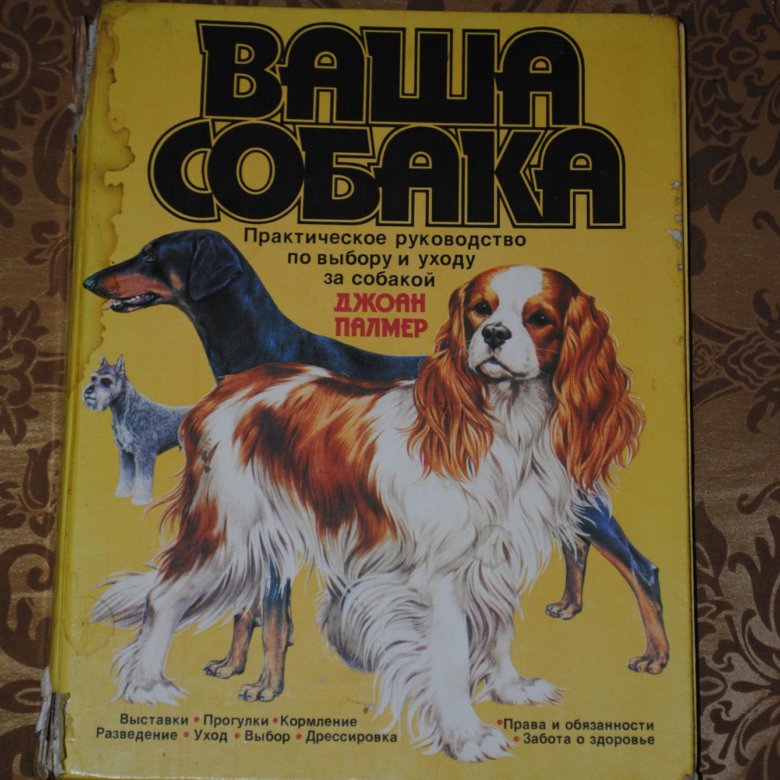 ВАША
СОБАКА
Практическое руководство
по выбору и уходу
за собакой
ДЖОАН
ПАЛМЕР
Выставки • Прогулки • Кормление
Разведение • Уход • Выбор • Дрессировка
• Права и обязанности
• Забота о здоровье